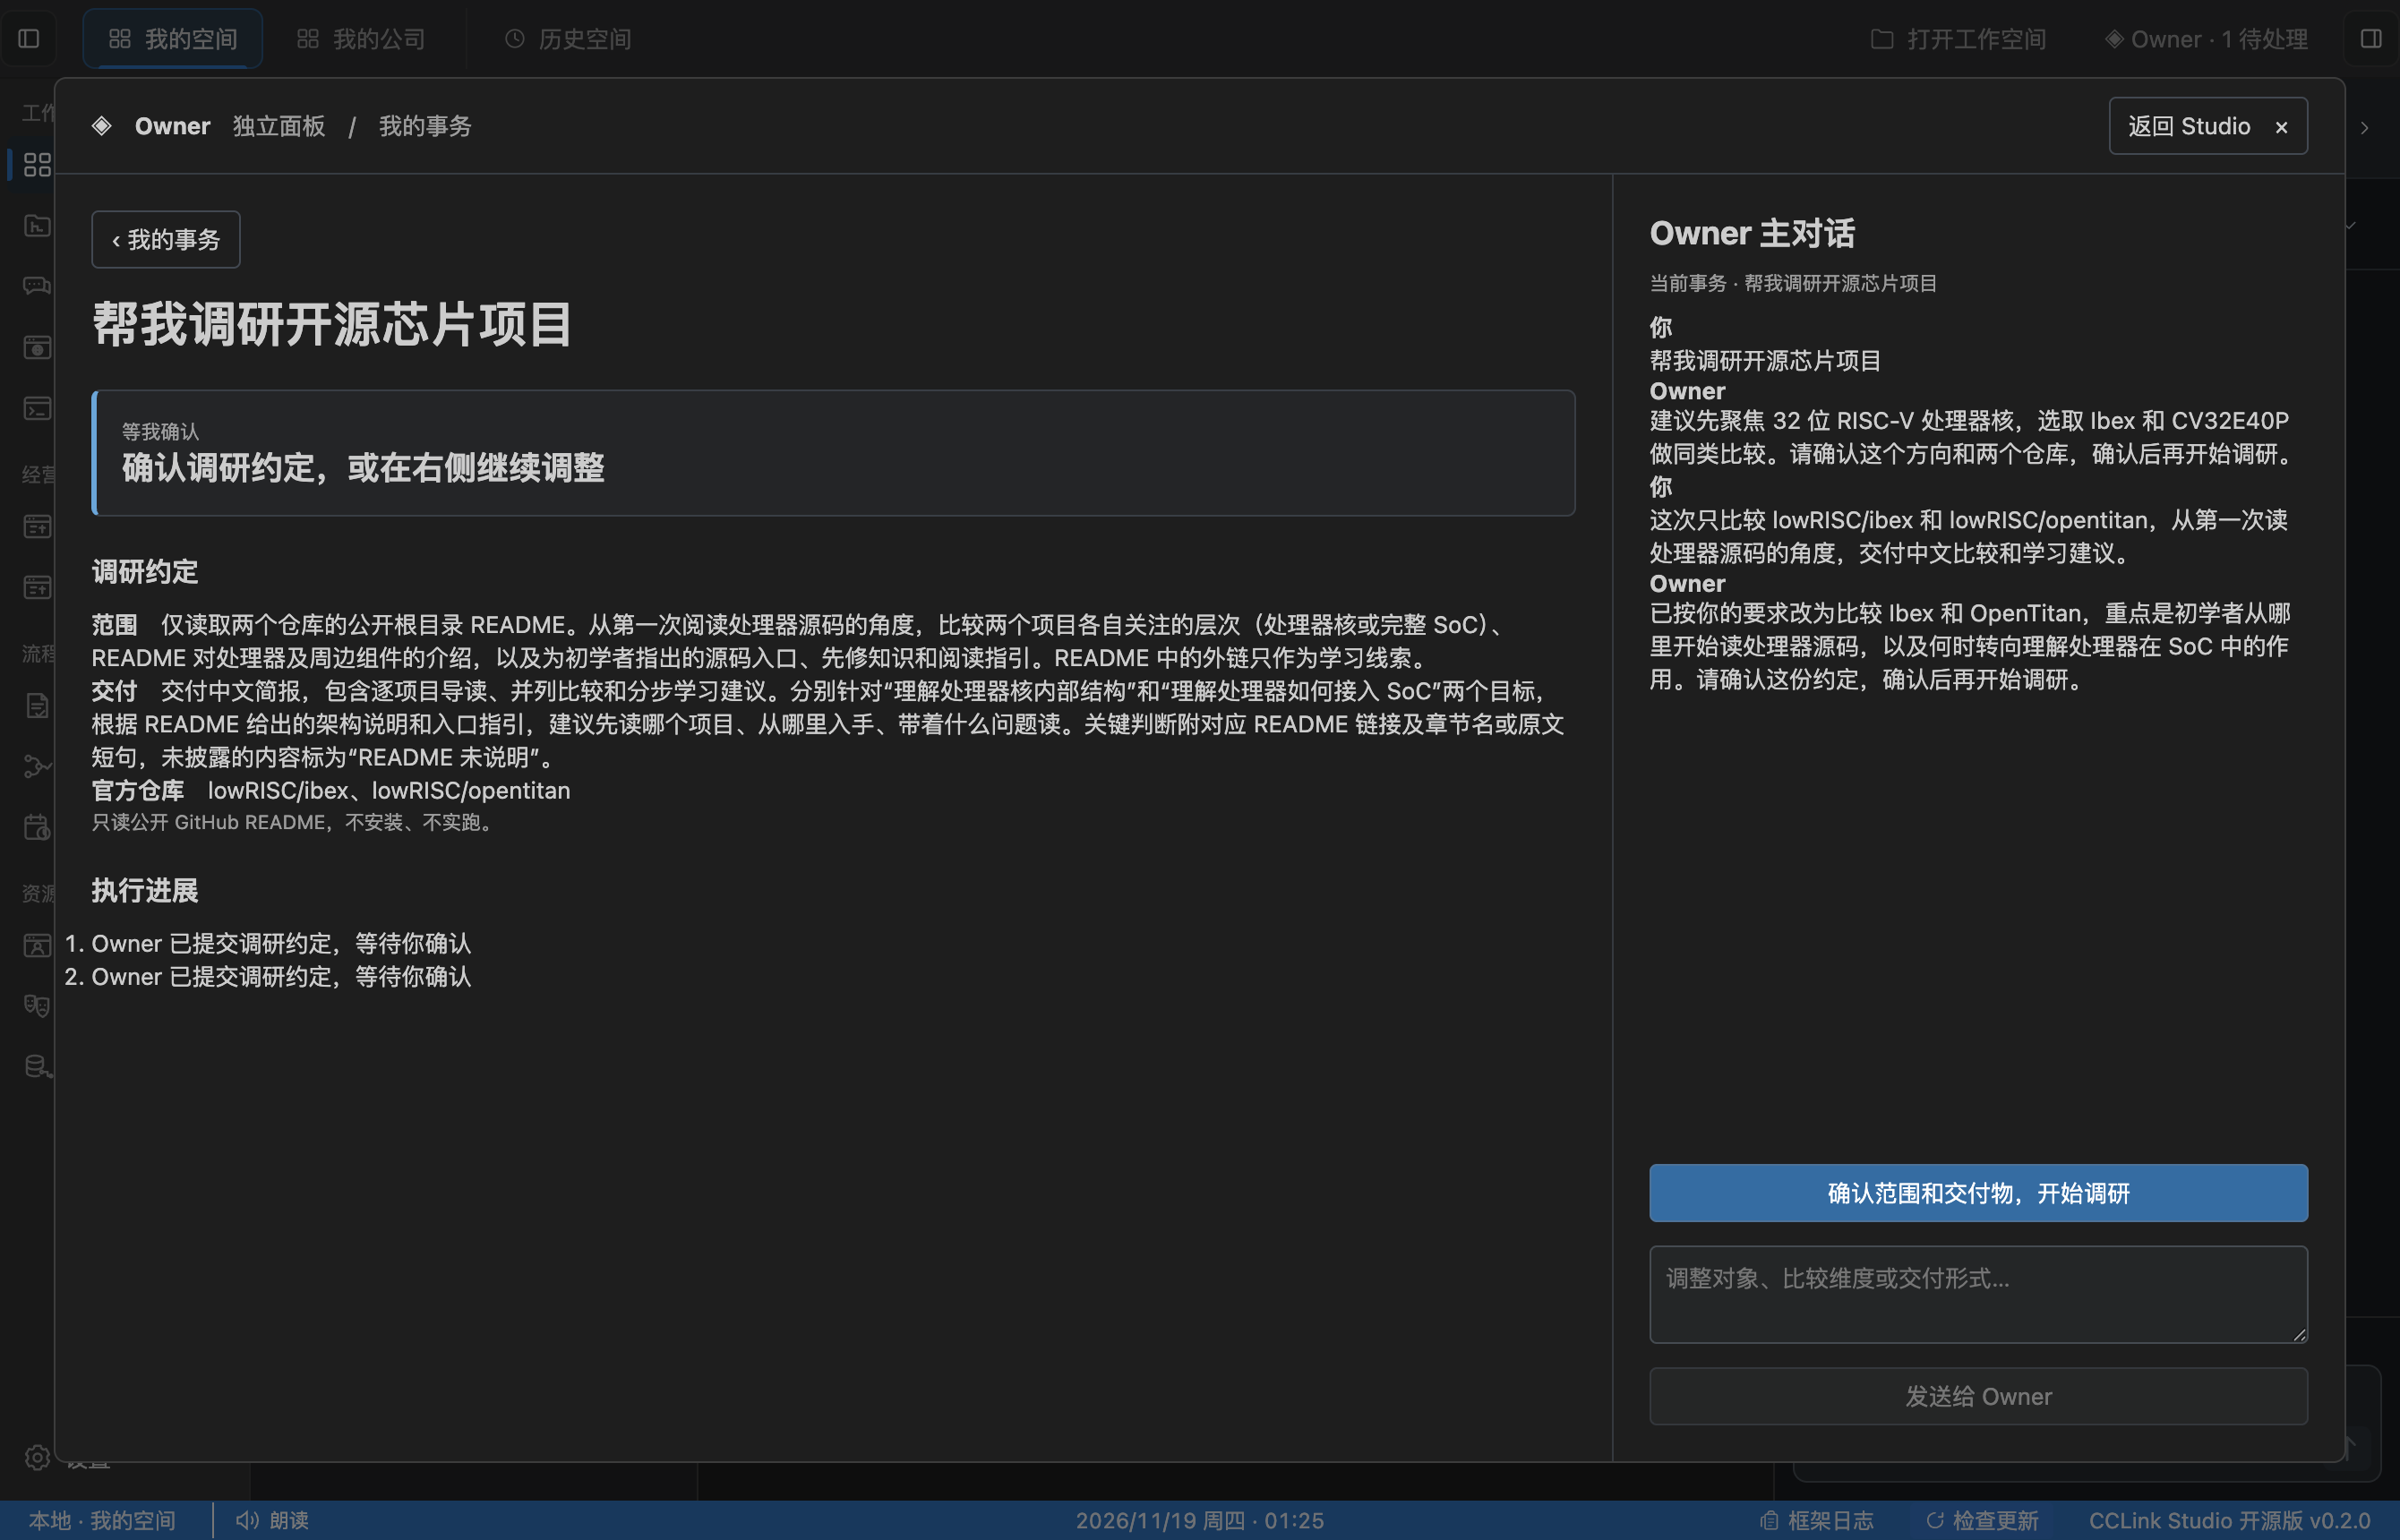 我的空间
我的公司
历史空间
打开工作空间
Owner · 1 待处理
Owner 独立面板 / 我的事务
返回 Studio ×
‹ 我的事务
帮我调研开源芯片项目
等我确认
确认调研约定，或在右侧继续调整
调研约定
范围 仅读取两个仓库的公开根目录 README。从第一次阅读处理器源码的角度，比较两个项目各自关注的层次（处理器核或完整 SoC）、
README 对处理器及周边组件的介绍，以及为初学者指出的源码入口、先修知识和阅读指引。README 中的外链只作为学习线索。
交付 交付中文简报，包含逐项目导读、并列比较和分步学习建议。分别针对“理解处理器核内部结构”和“理解处理器如何接入 SoC”两个目标，
根据 README 给出的架构说明和入口指引，建议先读哪个项目、从哪里入手、带着什么问题读。关键判断附对应 README 链接及章节名或原文
短句，未披露的内容标为“README 未说明”。
官方仓库 lowRISC/ibex、lowRISC/opentitan
只读公开 GitHub README，不安装、不实跑。
执行进展
1. Owner 已提交调研约定，等待你确认
2. Owner 已提交调研约定，等待你确认
Owner 主对话
当前事务 · 帮我调研开源芯片项目
你
帮我调研开源芯片项目
Owner
建议先聚焦 32 位 RISC-V 处理器核，选取 Ibex 和 CV32E40P
做同类比较。请确认这个方向和两个仓库，确认后再开始调研。
你
这次只比较 lowRISC/ibex 和 lowRISC/opentitan，从第一次读
处理器源码的角度，交付中文比较和学习建议。
Owner
已按你的要求改为比较 Ibex 和 OpenTitan，重点是初学者从哪
里开始读处理器源码，以及何时转向理解处理器在 SoC 中的作
用。请确认这份约定，确认后再开始调研。
确认范围和交付物，开始调研
调整对象、比较维度或交付形式...
发送给 Owner
工作
经营
流程
资源
设置
本地 · 我的空间
朗读
2026/11/19 周四 · 01:25
框架日志
检查更新
CCLink Studio 开源版 v0.2.0